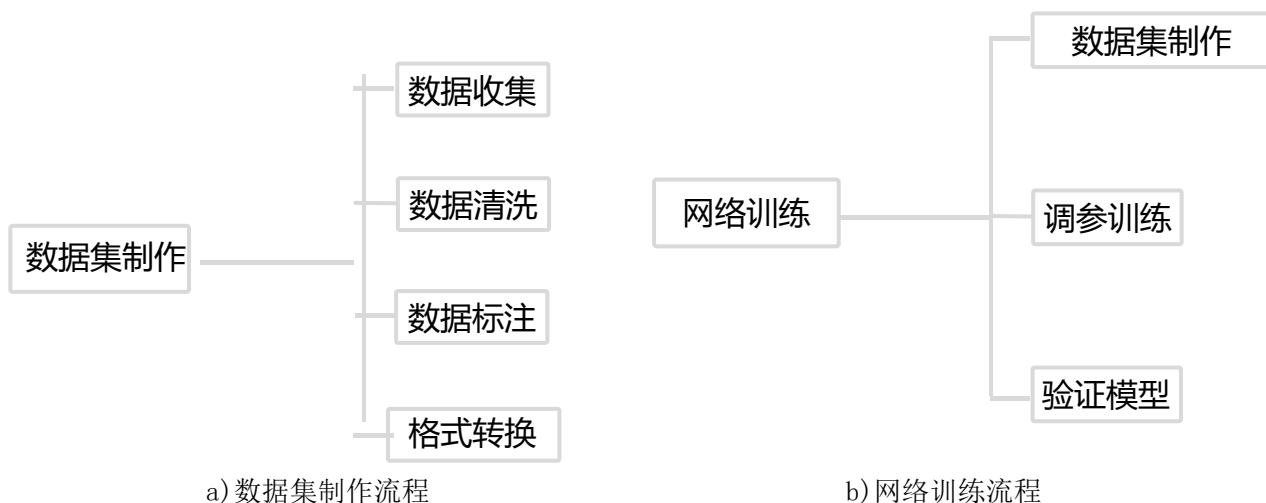 数据集制作
数据收集
数据清洗
数据标注
格式转换
a)数据集制作流程
网络训练
数据集制作
调参训练
验证模型
b)网络训练流程